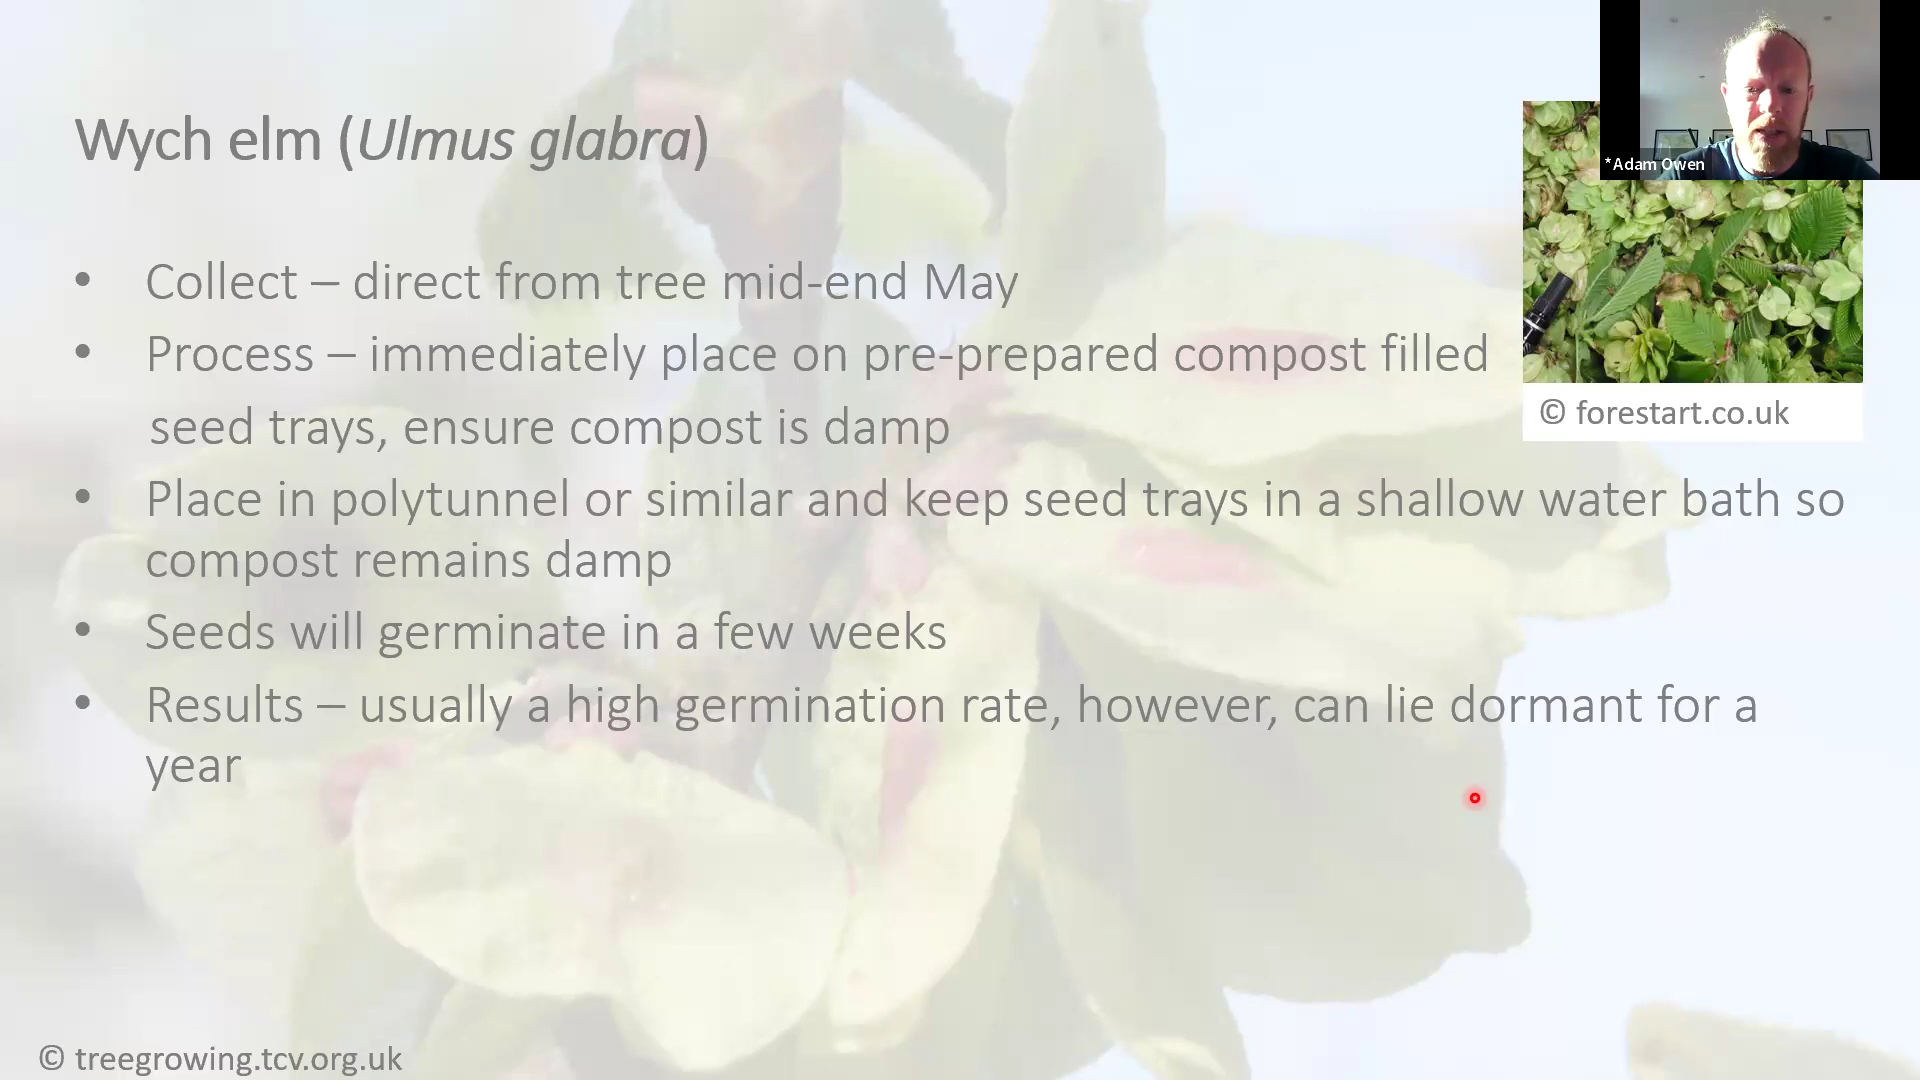 Wych elm (Ulmus glabra)
*Adam Owen
• Collect – direct from tree mid-end May
• Process – immediately place on pre-prepared compost filled
seed trays, ensure compost is damp
© forestart.co.uk
• Place in polytunnel or similar and keep seed trays in a shallow water bath so
compost remains damp
• Seeds will germinate in a few weeks
• Results – usually a high germination rate, however, can lie dormant for a
year
© treegrowing.tcv.org.uk